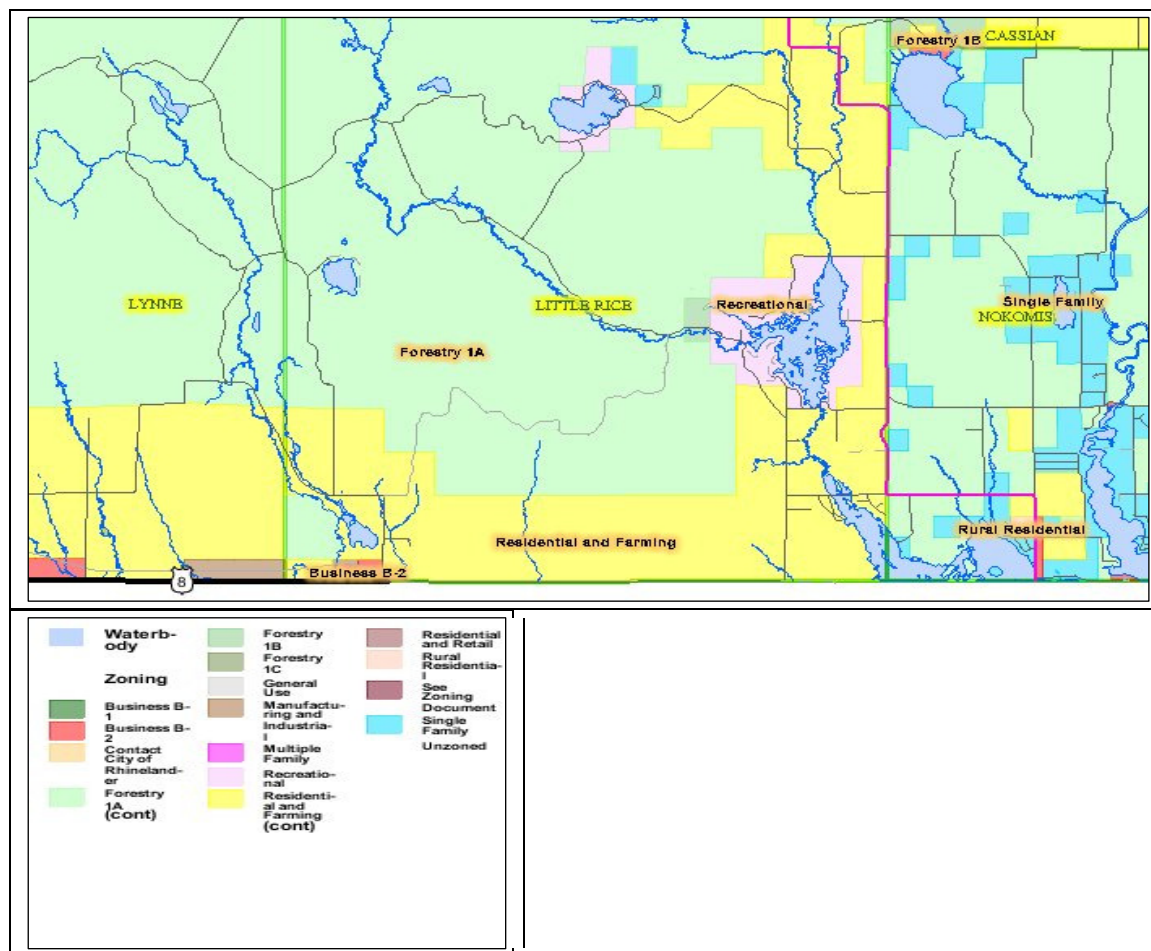 Forestry 1B
CASSIAN
LYNNE
LITTLE RICE
Recreational
Single Family
NOKOMIS
Forestry 1A
Rural Residential
Residential and Farming
Business B-2
8
Waterb-
ody
Zoning
Business B-
1
Business B-
2
Contact
City of
Rhineland-
er
Forestry
1A
(cont)
Forestry
1B
Forestry
1C
General
Use
Manufactu-
ring and
Industria-
l
Multiple
Family
Recreatio-
nal
Residenti-
al and
Farming
(cont)
Residential
and Retail
Rural
Residentia-
l
See
Zoning
Document
Single
Family
Unzoned